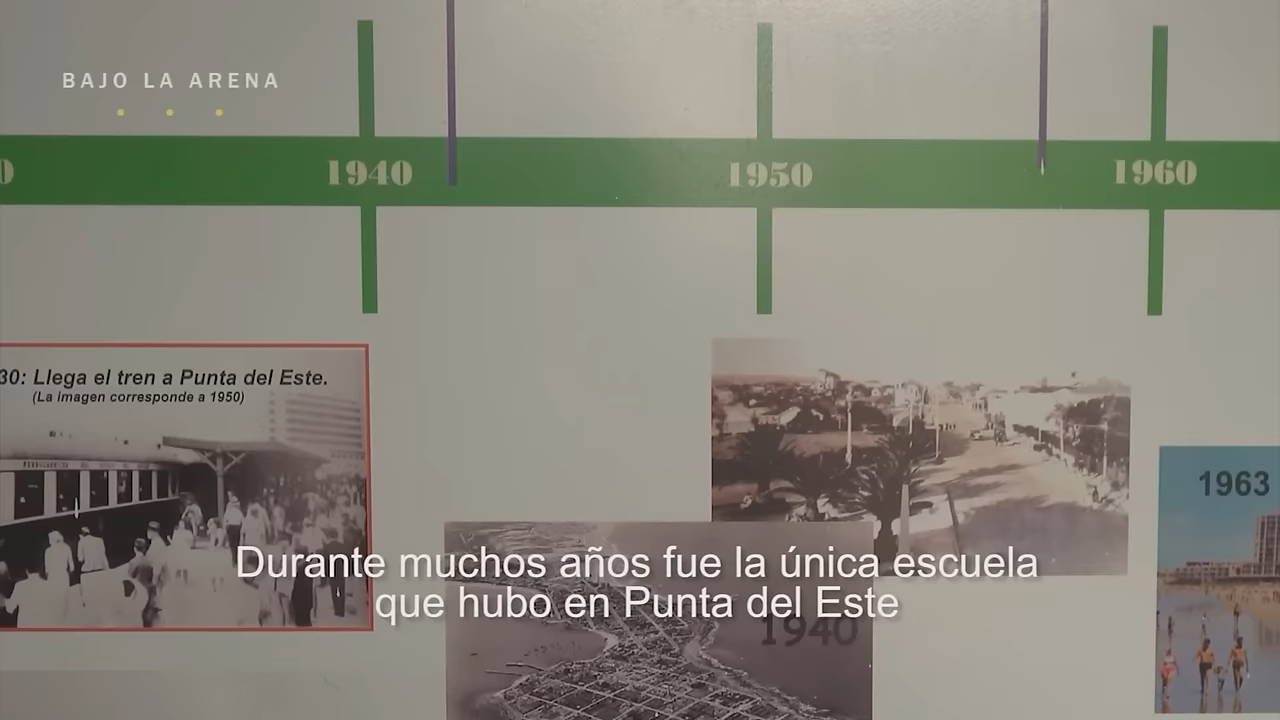 BAJO LA ARENA
0
1940
1950
1960
30: Llega el tren a Punta del Este.
(La imagen corresponde a 1950)
1963
Durante muchos años fue la única escuela
que hubo en Punta del Este
1940